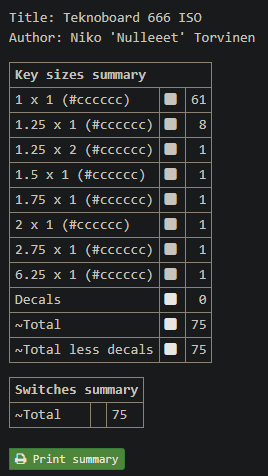 Title: Teknoboard 666 ISO
Author: Niko 'Nulleeet' Torvinen
Key sizes summary
1 x 1 (#cccccc) 61
1.25 x 1 (#cccccc) 8
1.25 x 2 (#cccccc) 1
1.5 x 1 (#cccccc) 1
1.75 x 1 (#cccccc) 1
2 x 1 (#cccccc) 1
2.75 x 1 (#cccccc) 1
6.25 x 1 (#cccccc) 1
Decals 0
~Total 75
~Total less decals 75
Switches summary
~Total 75
Print summary